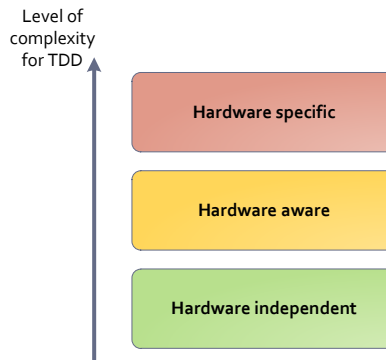 Level of
complexity
for TDD
Hardware specific
Hardware aware
Hardware independent